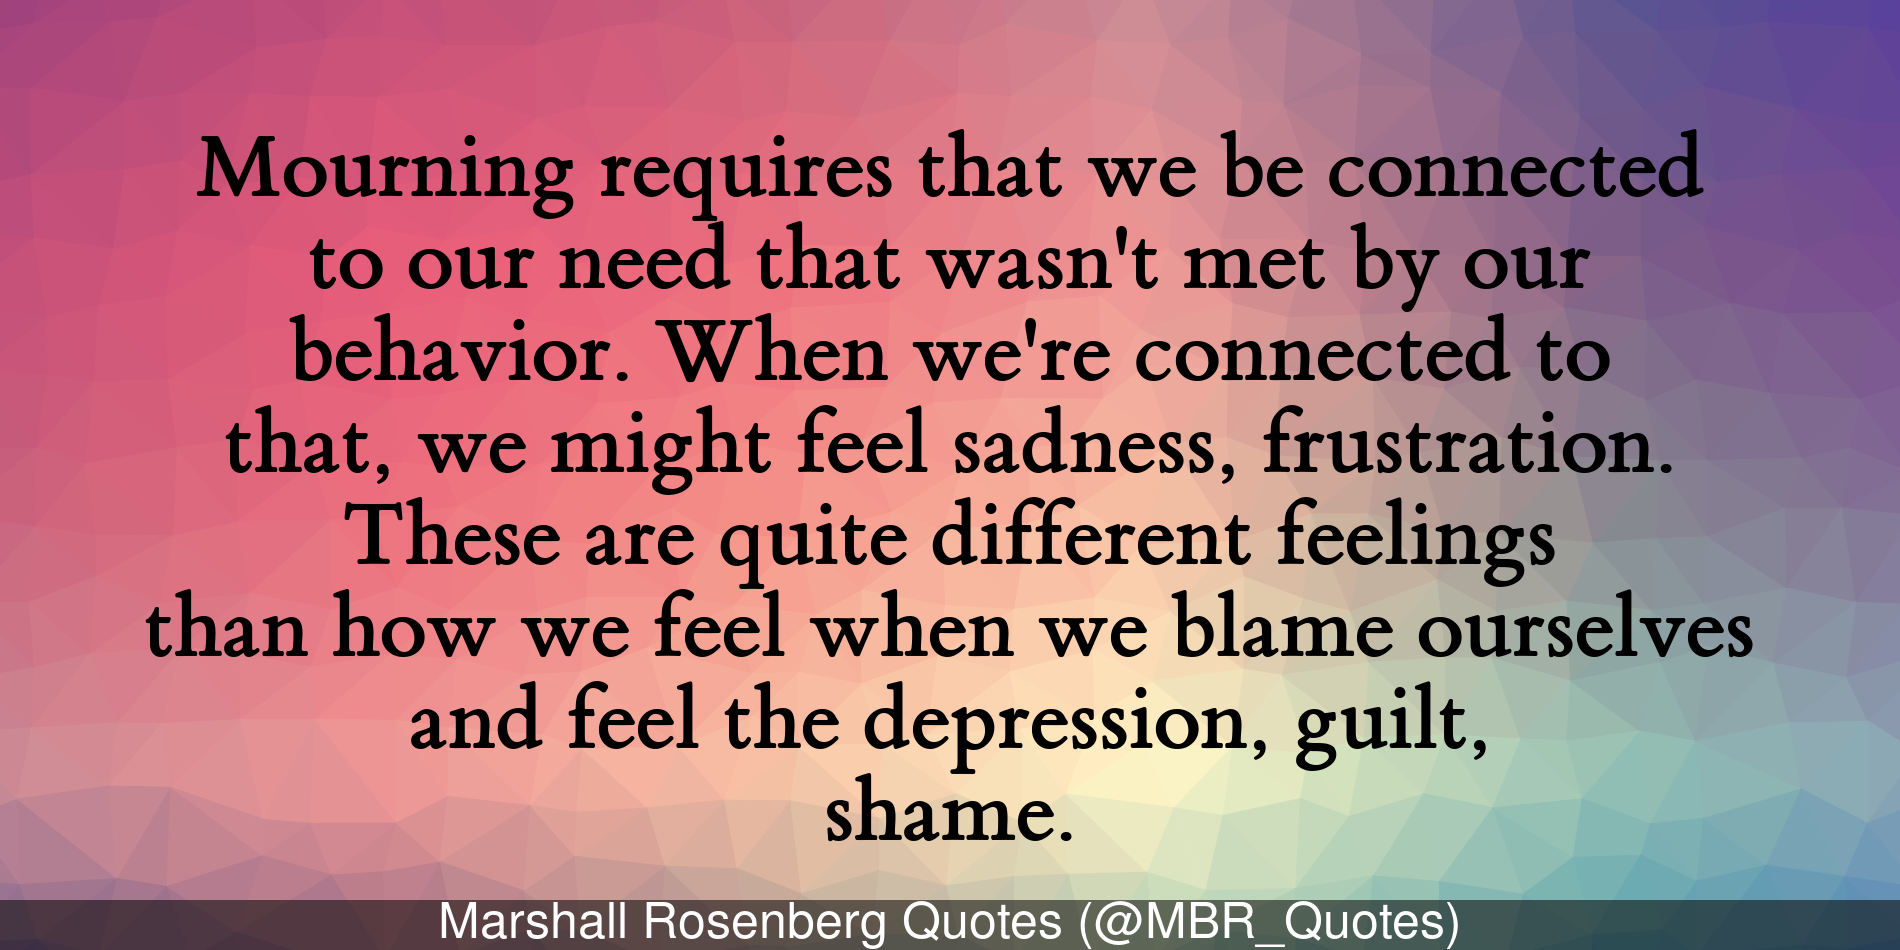 Mourning requires that we be connected
to our need that wasn't met by our
behavior. When we're connected to
that, we might feel sadness, frustration.
These are quite different feelings
than how we feel when we blame ourselves
and feel the depression, guilt,
shame.
Marshall Rosenberg Quotes (@MBR_Quotes)